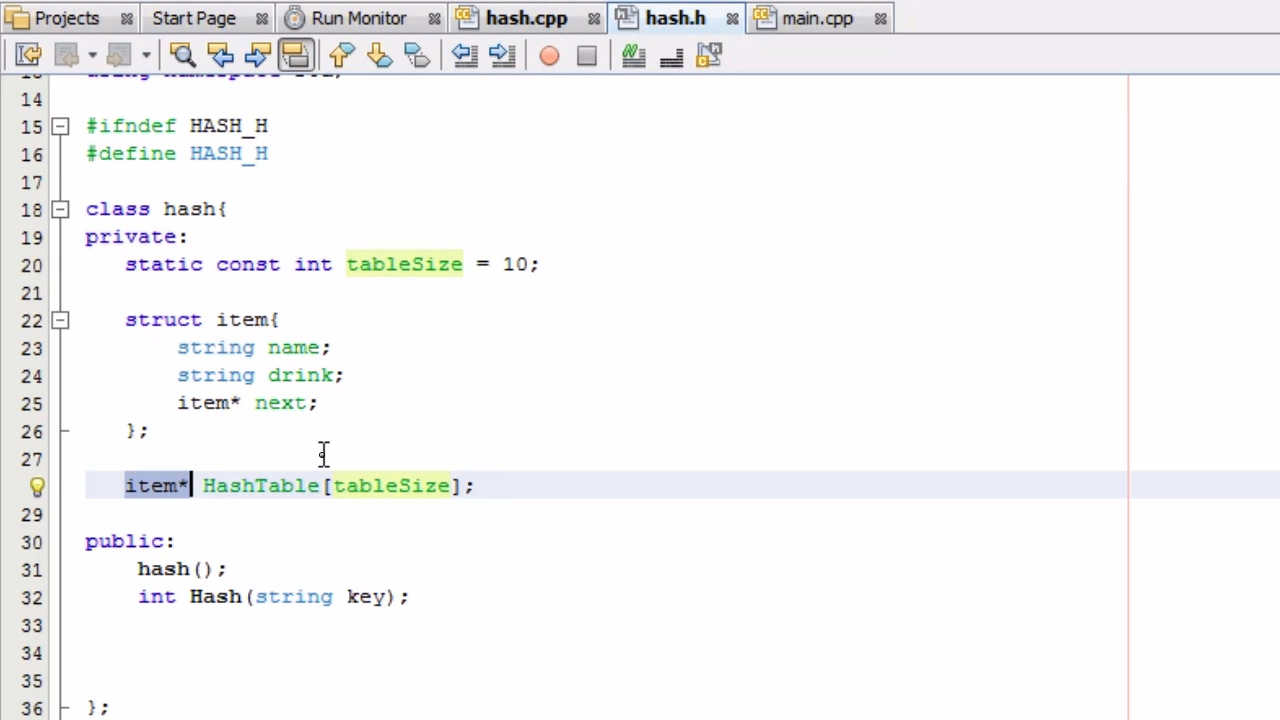 Projects Start Page Run Monitor hash.cpp hash.h main.cpp
14
15 #ifndef HASH_H
16 #define HASH_H
17
18 class hash{
19 private:
20 static const int tableSize = 10;
21
22 struct item{
23 string name;
24 string drink;
25 item* next;
26 };
27
item* HashTable[tableSize];
29
30 public:
31 hash();
32 int Hash(string key);
33
34
35
36 };